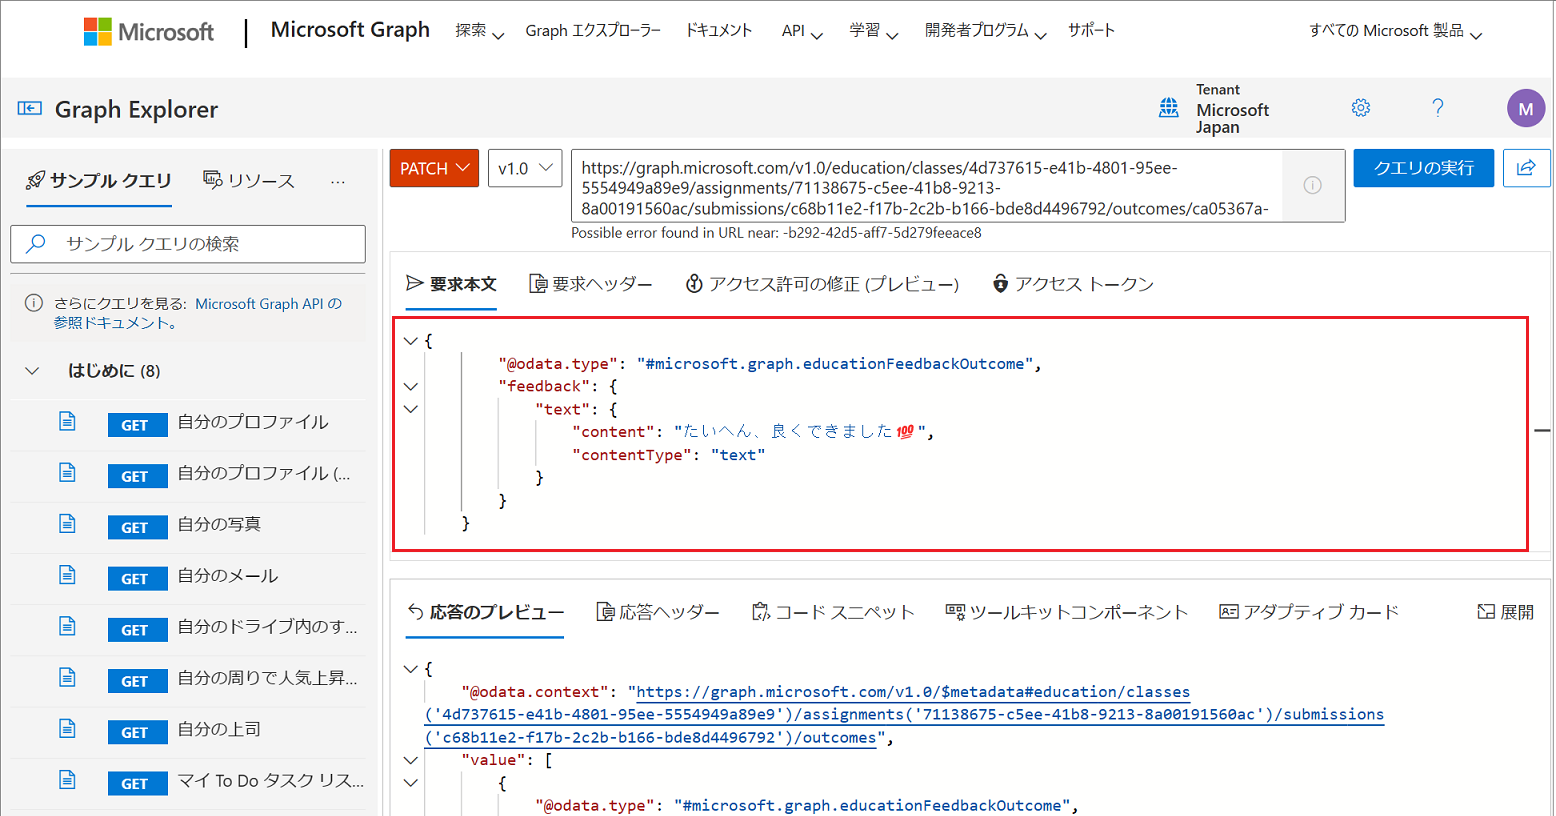 Microsoft | Microsoft Graph 探索 Graph エクスプローラー ドキュメント API 学習 開発者プログラム サポート すべての Microsoft 製品
Graph Explorer
Tenant
Microsoft
Japan
?
M
サンプル クエリ リソース ...
サンプル クエリの検索
さらにクエリを見る: Microsoft Graph API の
参照ドキュメント。
はじめに (8)
GET 自分のプロファイル
GET 自分のプロファイル (...
GET 自分の写真
GET 自分のメール
GET 自分のドライブ内のす...
GET 自分の周りで人気上昇...
GET 自分の上司
GET マイ To Do タスク リス...
PATCH v1.0
https://graph.microsoft.com/v1.0/education/classes/4d737615-e41b-4801-95ee-
5554949a89e9/assignments/71138675-c5ee-41b8-9213-
8a00191560ac/submissions/c68b11e2-f17b-2c2b-b166-bde8d4496792/outcomes/ca05367a-
クエリの実行
Possible error found in URL near: -b292-42d5-aff7-5d279feeace8
要求本文 要求ヘッダー アクセス許可の修正 (プレビュー) アクセス トークン
{
"@odata.type": "#microsoft.graph.educationFeedbackOutcome",
"feedback": {
"text": {
"content": "たいへん、良くできました💯",
"contentType": "text"
}
}
}
応答のプレビュー 応答ヘッダー コード スニペット ツールキットコンポーネント アダプティブ カード 展開
{
"@odata.context": "https://graph.microsoft.com/v1.0/$metadata#education/classes
('4d737615-e41b-4801-95ee-5554949a89e9')/assignments('71138675-c5ee-41b8-9213-8a00191560ac')/submissions
('c68b11e2-f17b-2c2b-b166-bde8d4496792')/outcomes",
"value": [
{
"@odata.type": "#microsoft.graph.educationFeedbackOutcome",